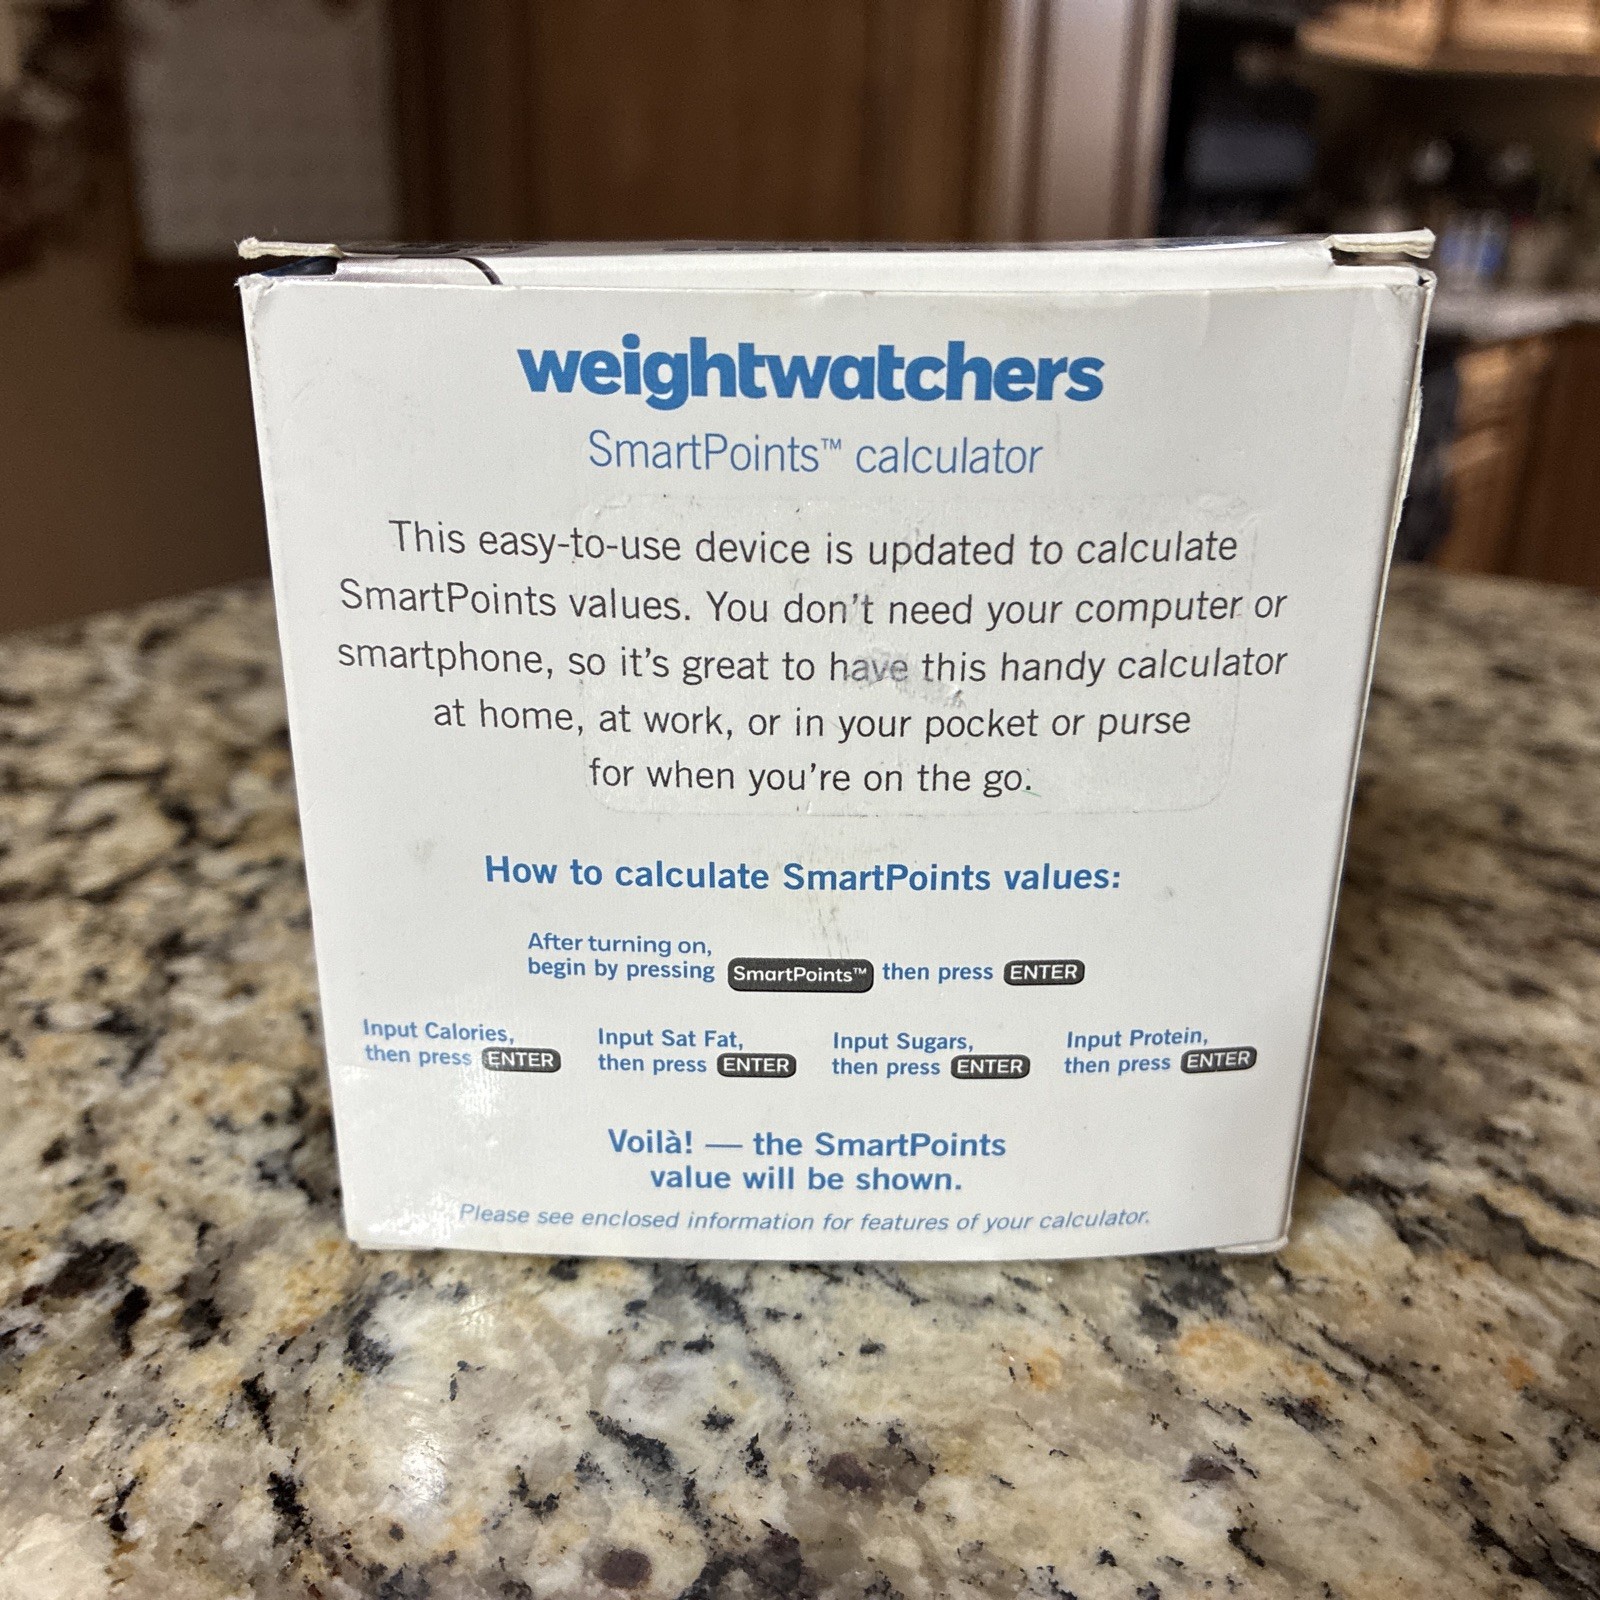 weightwatchers
SmartPoints™ calculator
This easy-to-use device is updated to calculate
SmartPoints values. You don't need your computer or
smartphone, so it's great to have this handy calculator
at home, at work, or in your pocket or purse
for when you're on the go.
How to calculate SmartPoints values:
After turning on,
begin by pressing SmartPoints™ then press ENTER
Input Calories,
then press ENTER
Input Sat Fat,
then press ENTER
Input Sugars,
then press ENTER
Input Protein,
then press ENTER
Voilà! — the SmartPoints
value will be shown.
Please see enclosed information for features of your calculator.